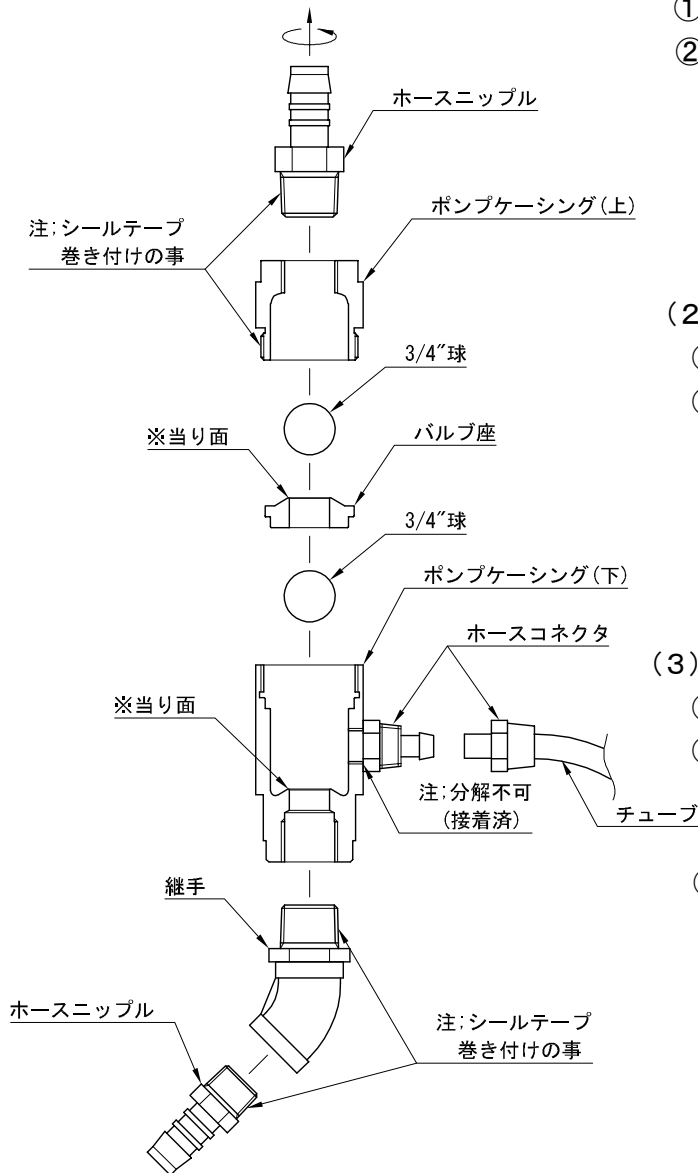 ①
②
ホースニップル
注;シールテープ
巻き付けの事
ポンプケーシング(上)
(2
3/4″球
※当り面
バルブ座
3/4″球
ポンプケーシング(下)
ホースコネクタ
(3)
※当り面
注;分解不可
(接着済)
チューブ
継手
ホースニップル
注;シールテープ
巻き付けの事